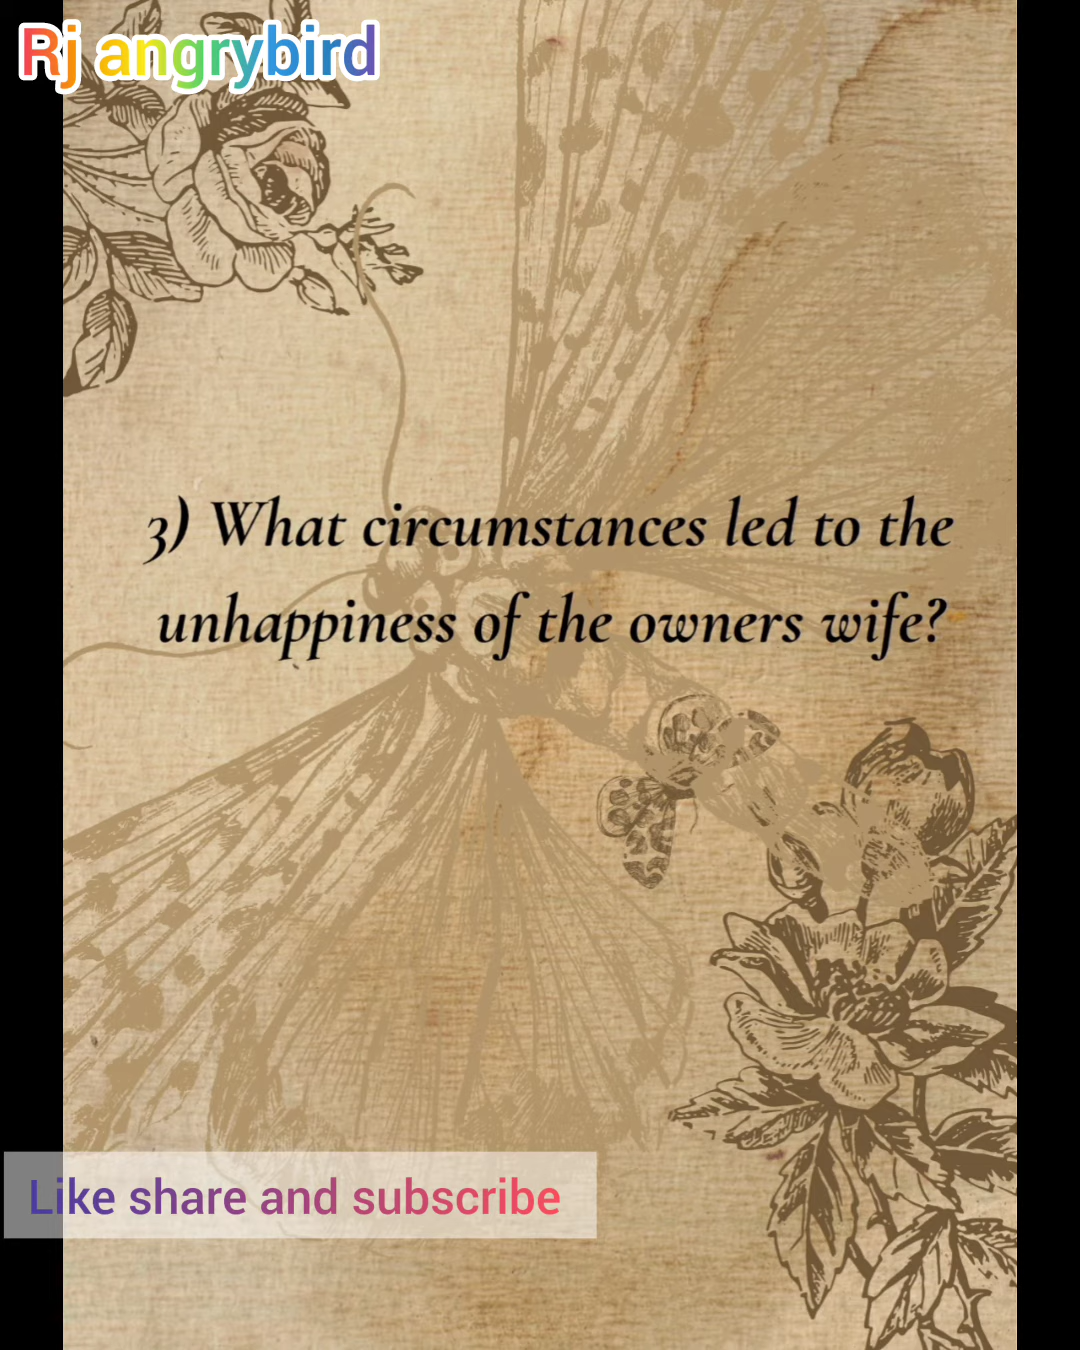 Rj angrybird
3) What circumstances led to the
unhappiness of the owners wife?
Like share and subscribe